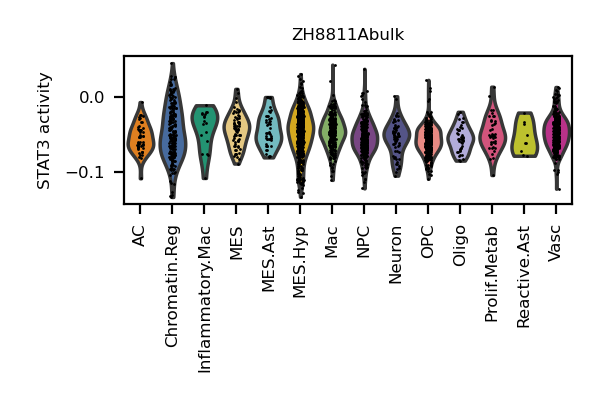 ZH8811Abulk
STAT3 activity
0.0
−0.1
AC
Chromatin.Reg
Inflammatory.Mac
MES
MES.Ast
MES.Hyp
Mac
NPC
Neuron
OPC
Oligo
Prolif.Metab
Reactive.Ast
Vasc